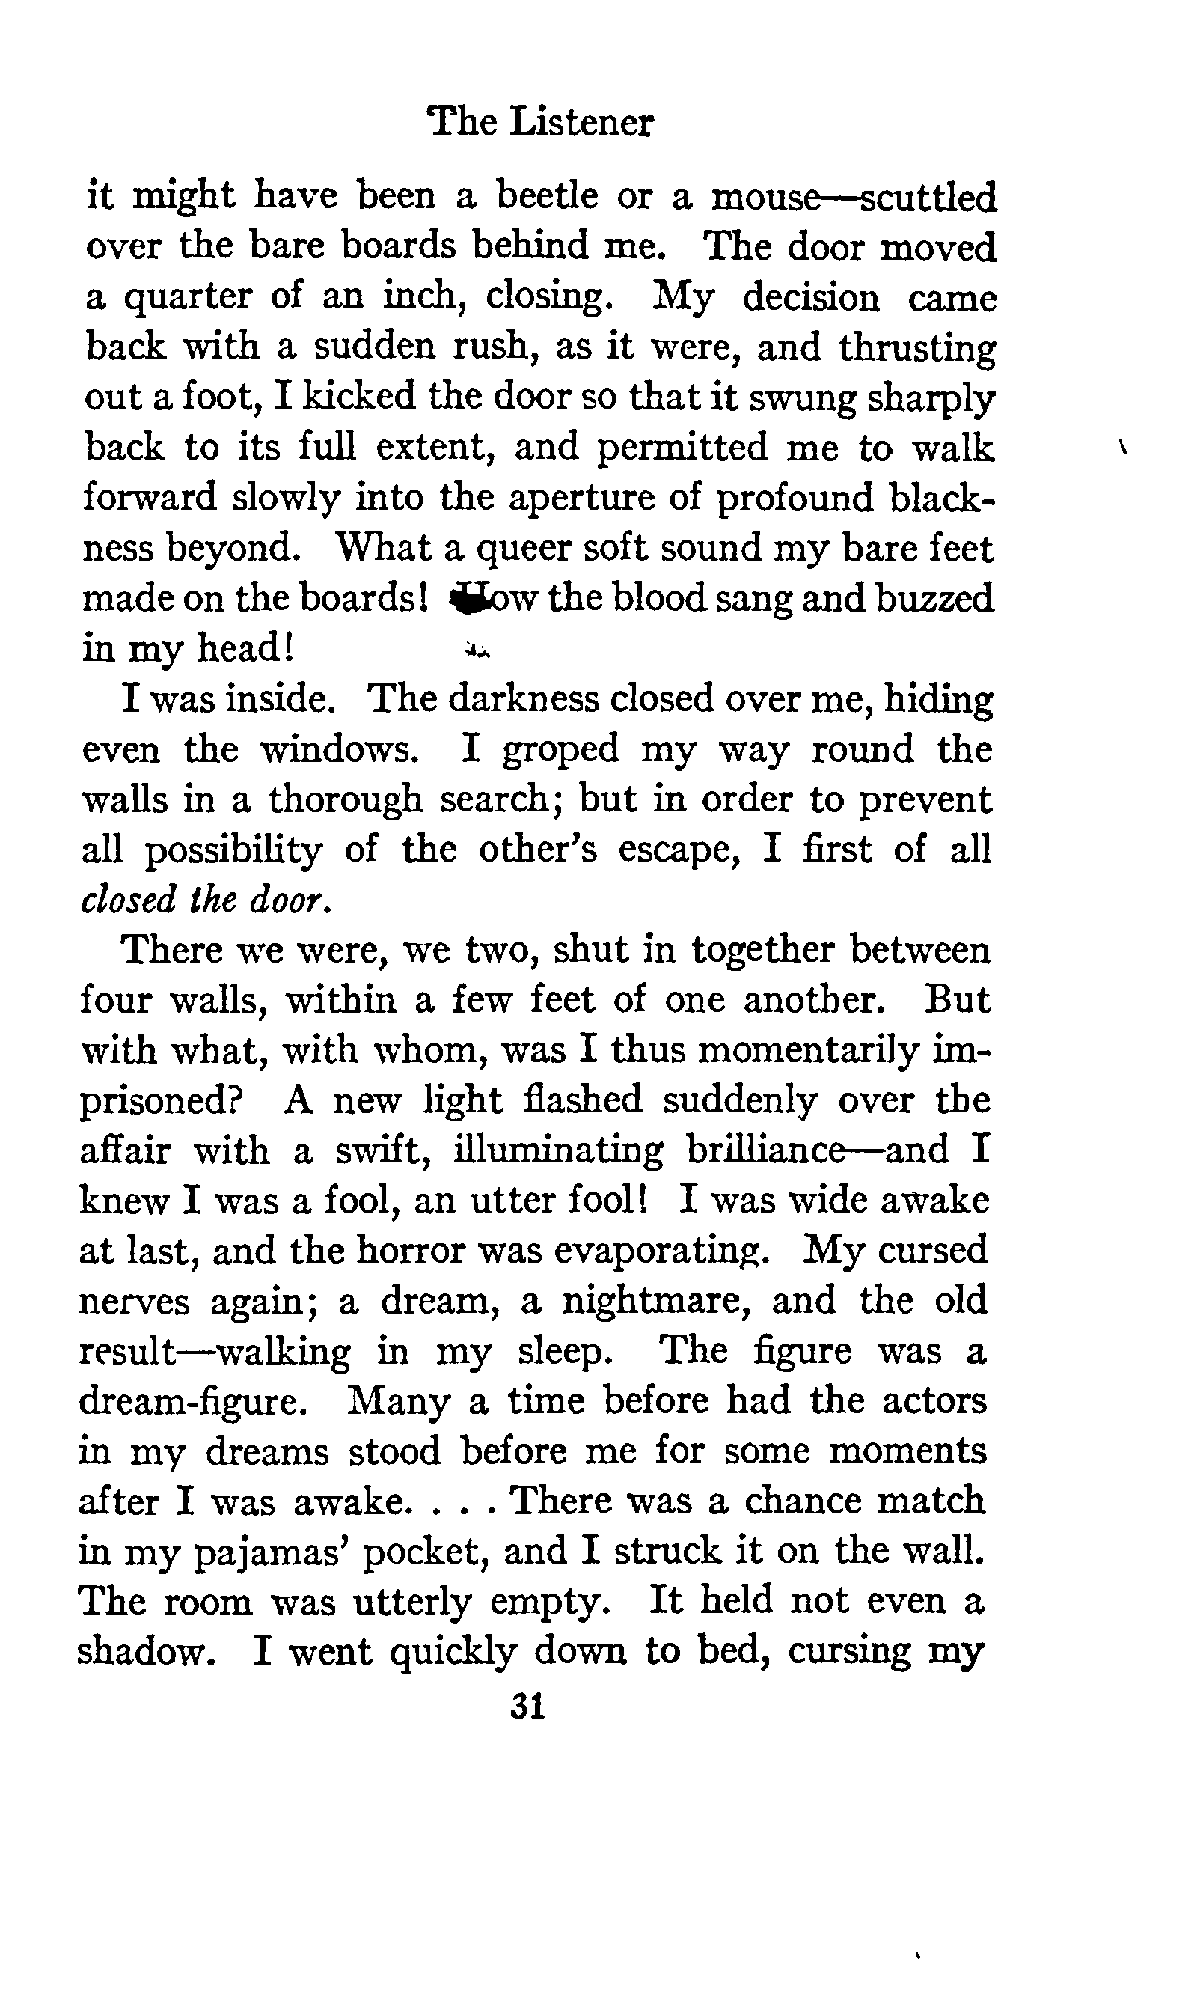 The Listener
it might have been a beetle or a mouse—scuttled
over the bare boards behind me. The door moved
a quarter of an inch, closing. My decision came
back with a sudden rush, as it were, and thrusting
out a foot, I kicked the door so that it swung sharply
back to its full extent, and permitted me to walk
forward slowly into the aperture of profound black-
ness beyond. What a queer soft sound my bare feet
made on the boards! How the blood sang and buzzed
in my head!
I was inside. The darkness closed over me, hiding
even the windows. I groped my way round the
walls in a thorough search; but in order to prevent
all possibility of the other's escape, I first of all
closed the door.
There we were, we two, shut in together between
four walls, within a few feet of one another. But
with what, with whom, was I thus momentarily im-
prisoned? A new light flashed suddenly over the
affair with a swift, illuminating brilliance—and I
knew I was a fool, an utter fool! I was wide awake
at last, and the horror was evaporating. My cursed
nerves again; a dream, a nightmare, and the old
result—walking in my sleep. The figure was a
dream-figure. Many a time before had the actors
in my dreams stood before me for some moments
after I was awake. . . . There was a chance match
in my pajamas' pocket, and I struck it on the wall.
The room was utterly empty. It held not even a
shadow. I went quickly down to bed, cursing my
31